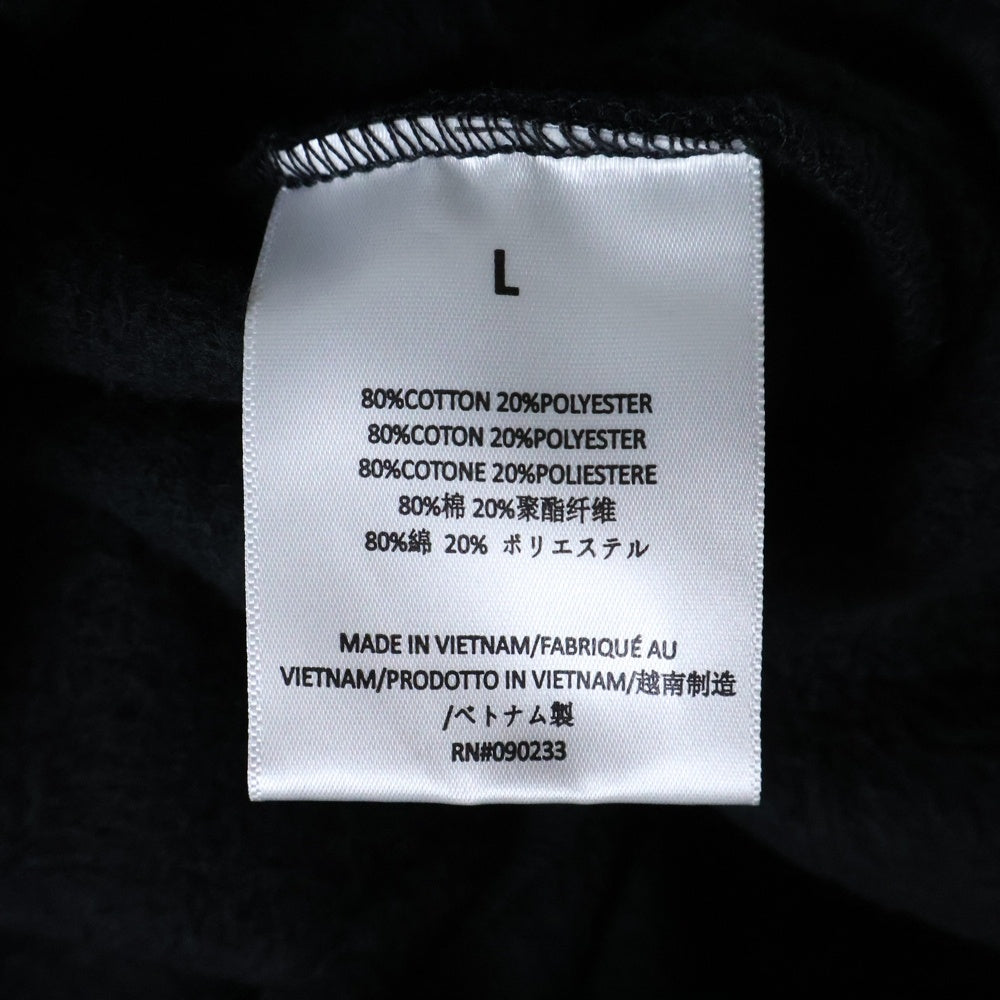 L
80%COTTON 20%POLYESTER
80%COTON 20%POLYESTER
80%COTONE 20%POLIESTERE
80%棉 20%聚酯纤维
80%綿 20% ポリエステル
MADE IN VIETNAM/FABRIQUÉ AU
VIETNAM/PRODOTTO IN VIETNAM/越南制造
/ベトナム製
RN#090233